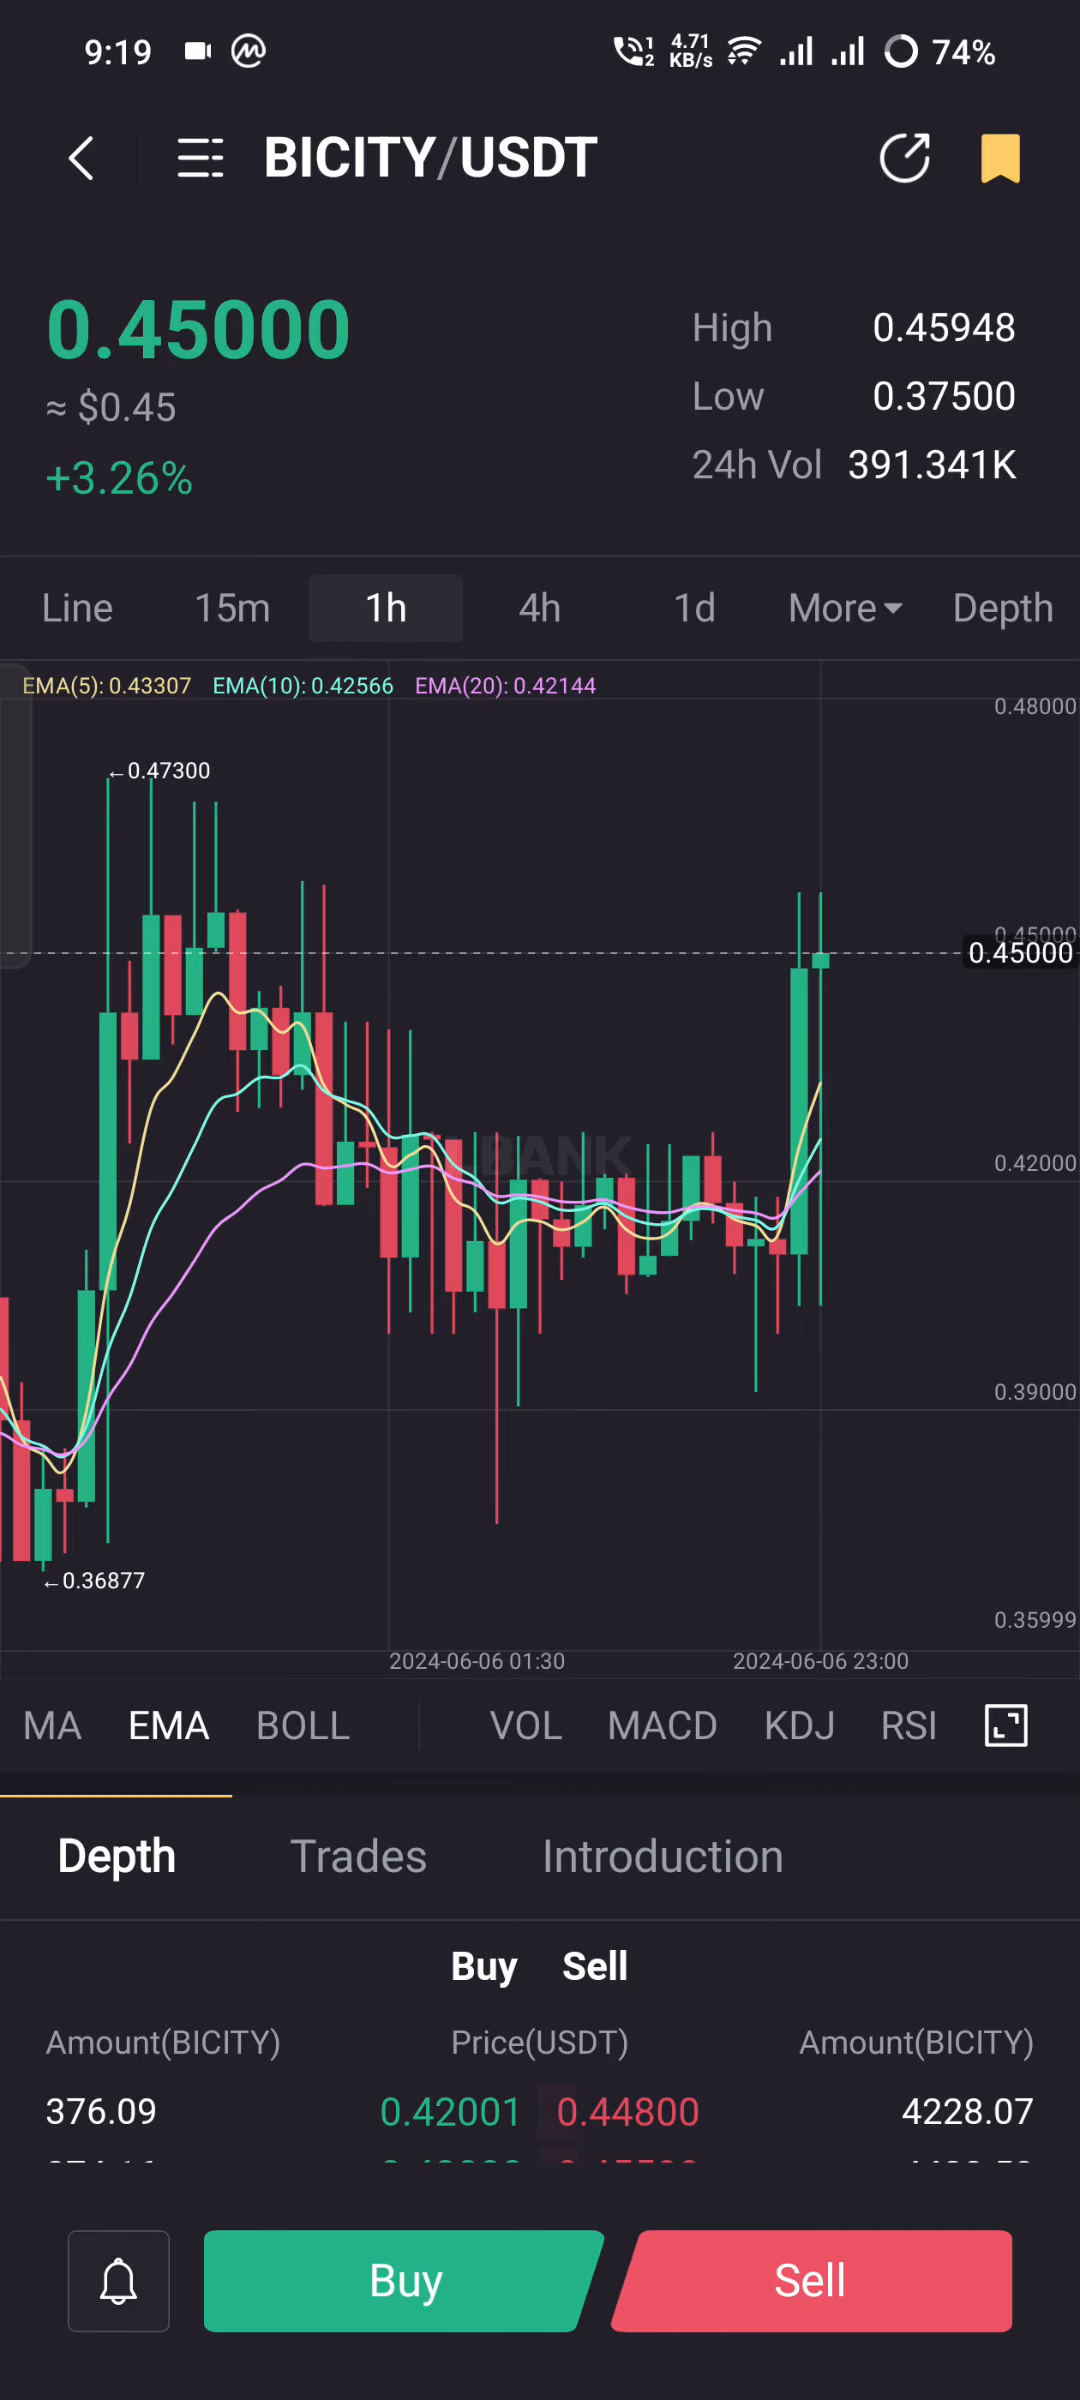 9:19 4.71 KB/s 74%
BICITY/USDT
0.45000
≈ $0.45
+3.26%
High 0.45948
Low 0.37500
24h Vol 391.341K
Line 15m 1h 4h 1d More Depth
EMA(5): 0.43307 EMA(10): 0.42566 EMA(20): 0.42144
0.48000
←0.47300
0.45000
0.45000
LBANK
0.42000
0.39000
←0.36877
0.35999
2024-06-06 01:30 2024-06-06 23:00
MA EMA BOLL VOL MACD KDJ RSI
Depth Trades Introduction
Buy Sell
Amount(BICITY) Price(USDT) Amount(BICITY)
376.09 0.42001 0.44800 4228.07
Buy Sell